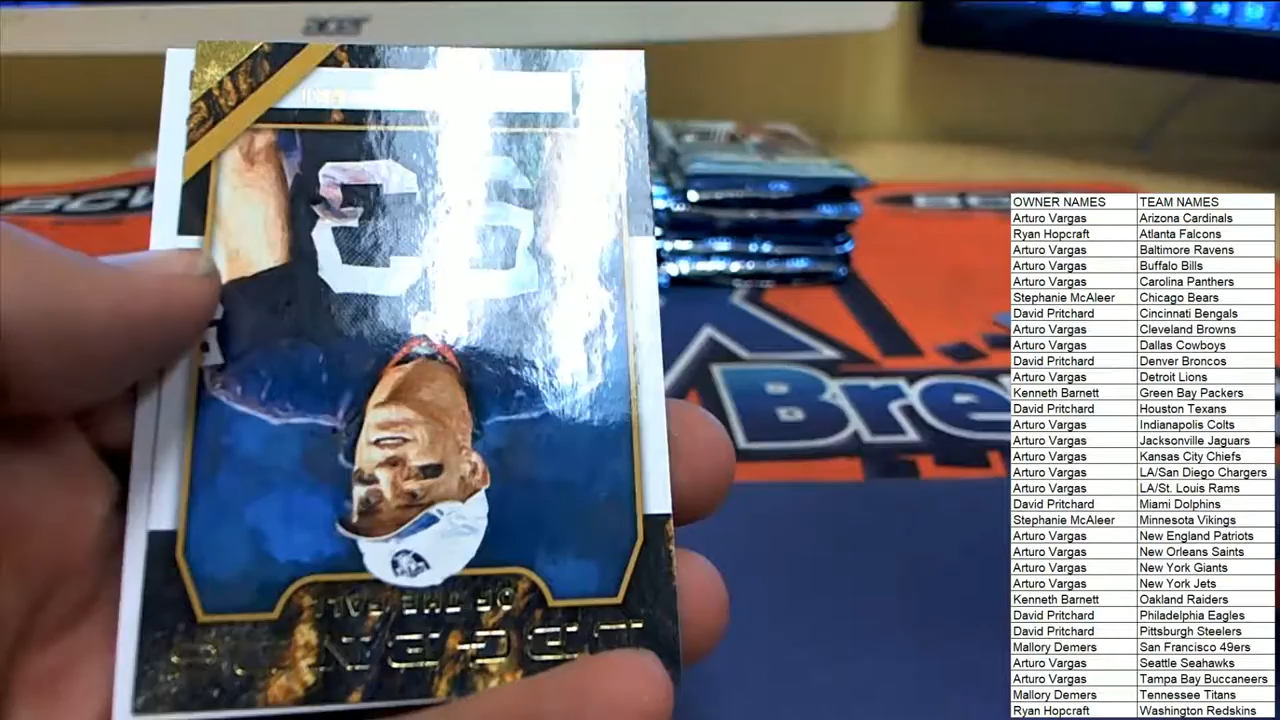 acer
BCW
93
LEGENDS
OF THE FALL
Bre
OWNER NAMES TEAM NAMES
Arturo Vargas Arizona Cardinals
Ryan Hopcraft Atlanta Falcons
Arturo Vargas Baltimore Ravens
Arturo Vargas Buffalo Bills
Arturo Vargas Carolina Panthers
Stephanie McAleer Chicago Bears
David Pritchard Cincinnati Bengals
Arturo Vargas Cleveland Browns
Arturo Vargas Dallas Cowboys
David Pritchard Denver Broncos
Arturo Vargas Detroit Lions
Kenneth Barnett Green Bay Packers
David Pritchard Houston Texans
Arturo Vargas Indianapolis Colts
Arturo Vargas Jacksonville Jaguars
Arturo Vargas Kansas City Chiefs
Arturo Vargas LA/San Diego Chargers
Arturo Vargas LA/St. Louis Rams
David Pritchard Miami Dolphins
Stephanie McAleer Minnesota Vikings
Arturo Vargas New England Patriots
Arturo Vargas New Orleans Saints
Arturo Vargas New York Giants
Arturo Vargas New York Jets
Kenneth Barnett Oakland Raiders
David Pritchard Philadelphia Eagles
David Pritchard Pittsburgh Steelers
Mallory Demers San Francisco 49ers
Arturo Vargas Seattle Seahawks
Arturo Vargas Tampa Bay Buccaneers
Mallory Demers Tennessee Titans
Ryan Hopcraft Washington Redskins